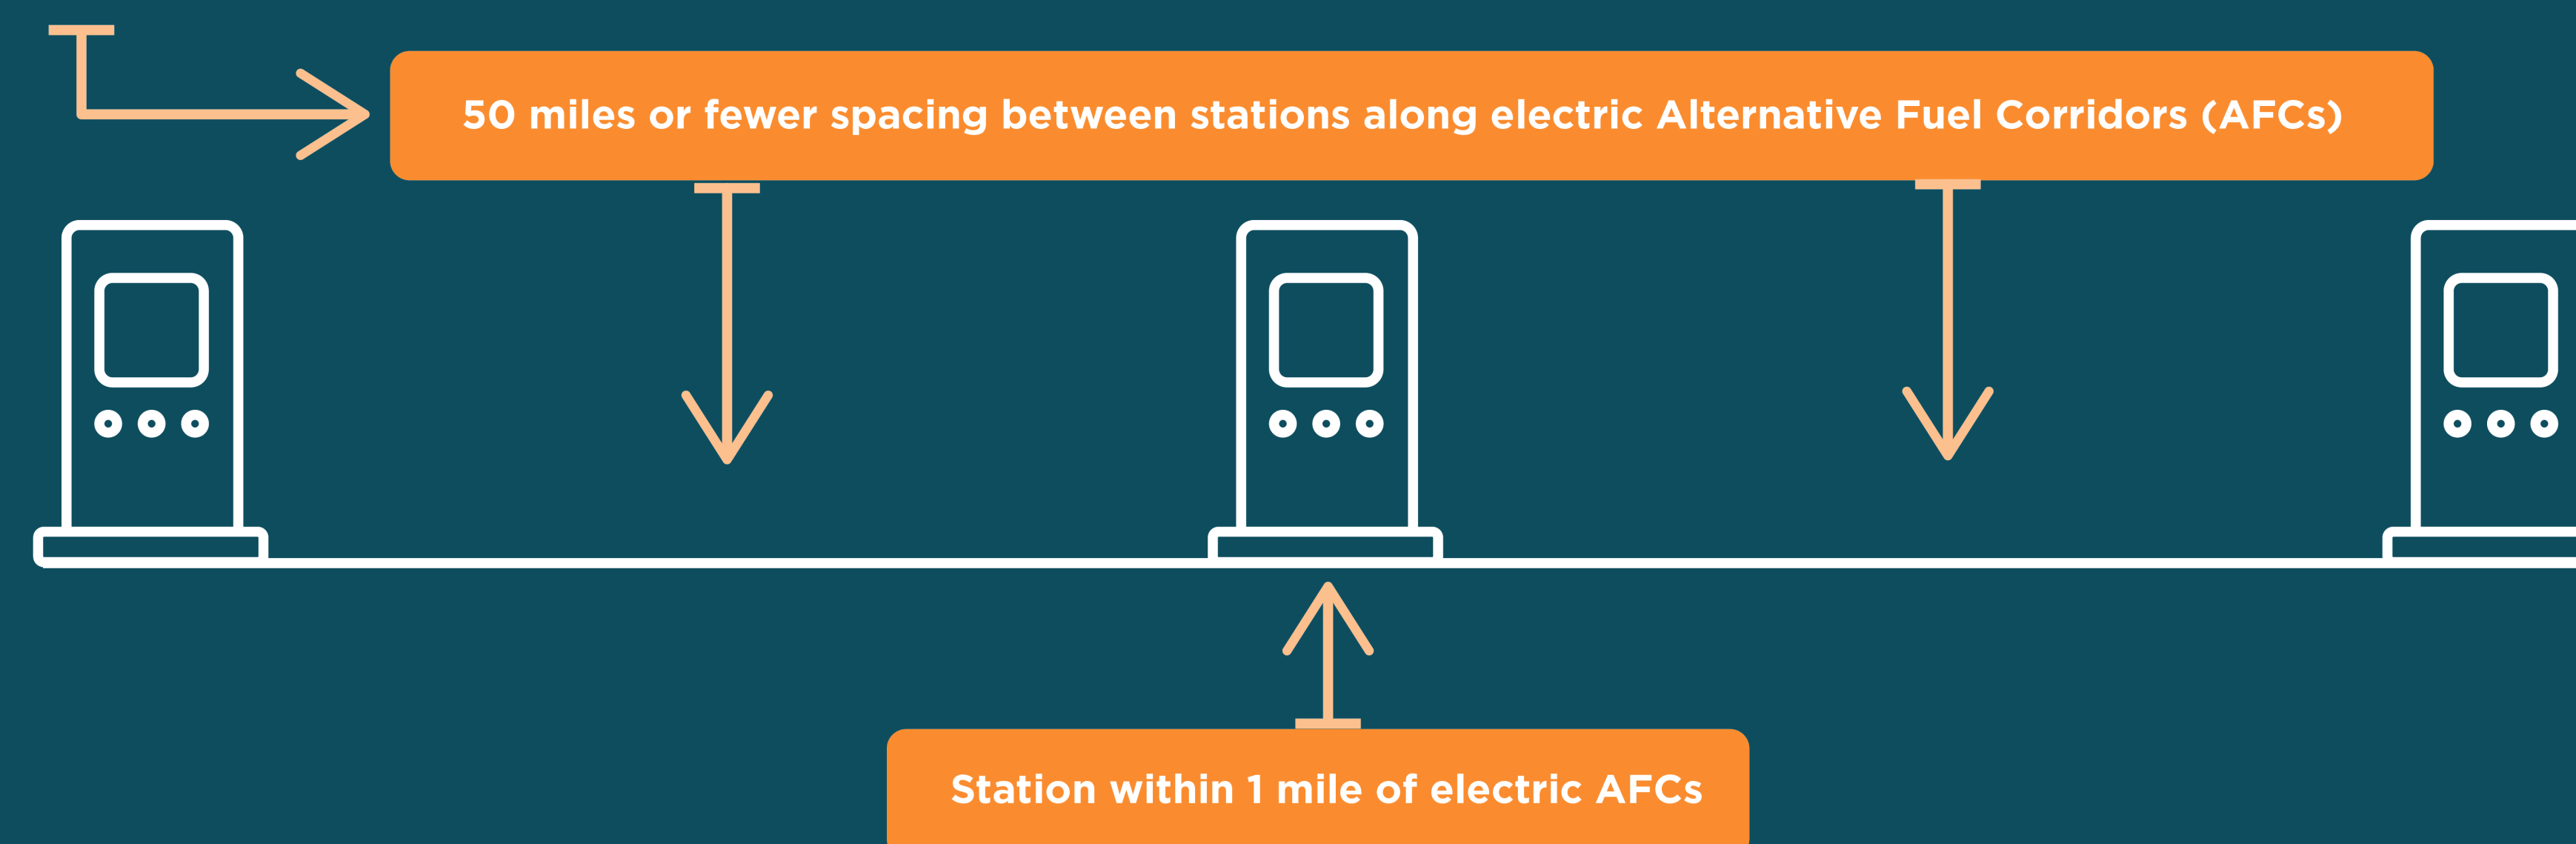 50 miles or fewer spacing between stations along electric Alternative Fuel Corridors (AFCs)
Station within 1 mile of electric AFCs